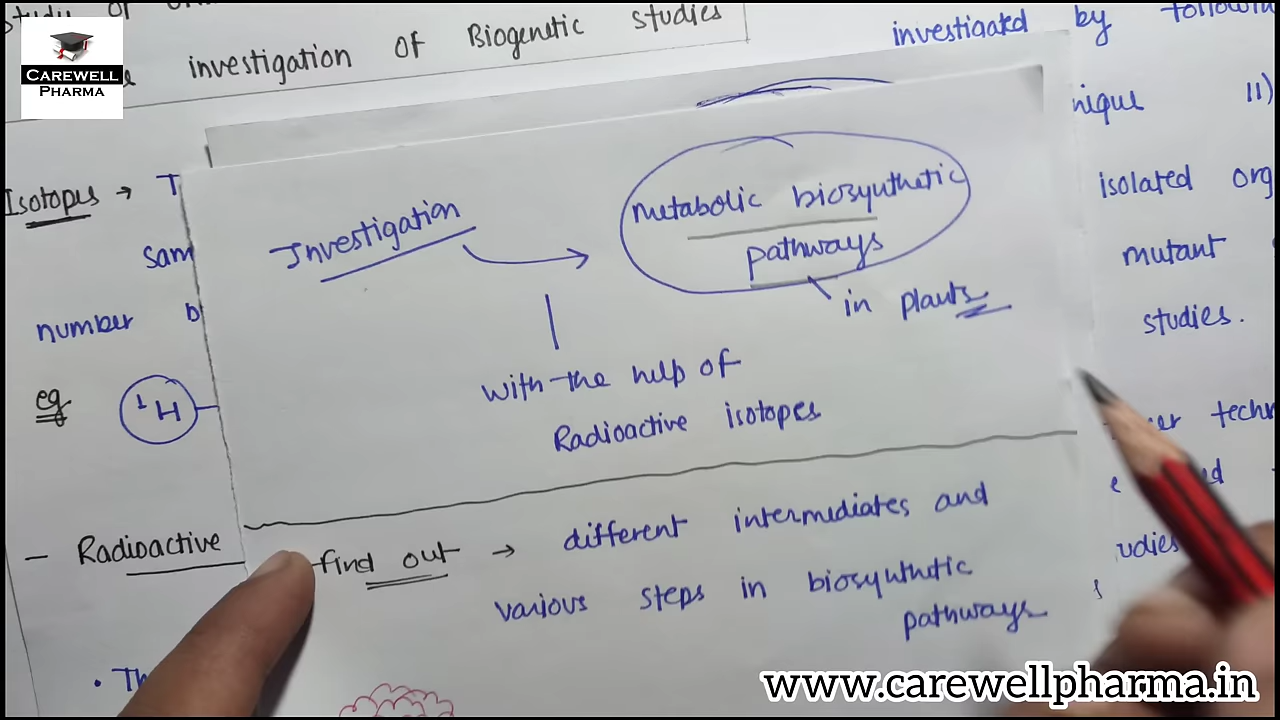 investigation of Biogenetic studies
investigated by
CAREWELL
PHARMA
Isotopes →
number
eg
¹H
- Radioactive
isolated
mutant
studies.
Investigation
Metabolic biosynthetic
pathways
in plants
with the help of
Radioactive isotopes
find out → different intermediates and
various steps in biosynthetic
pathways
www.carewellpharma.in